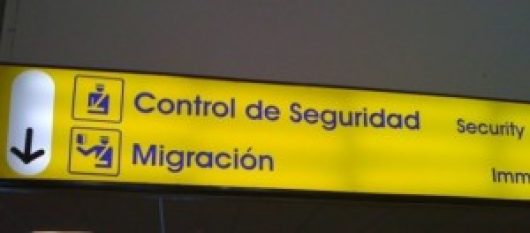 Control de Seguridad Security
Migración Imm